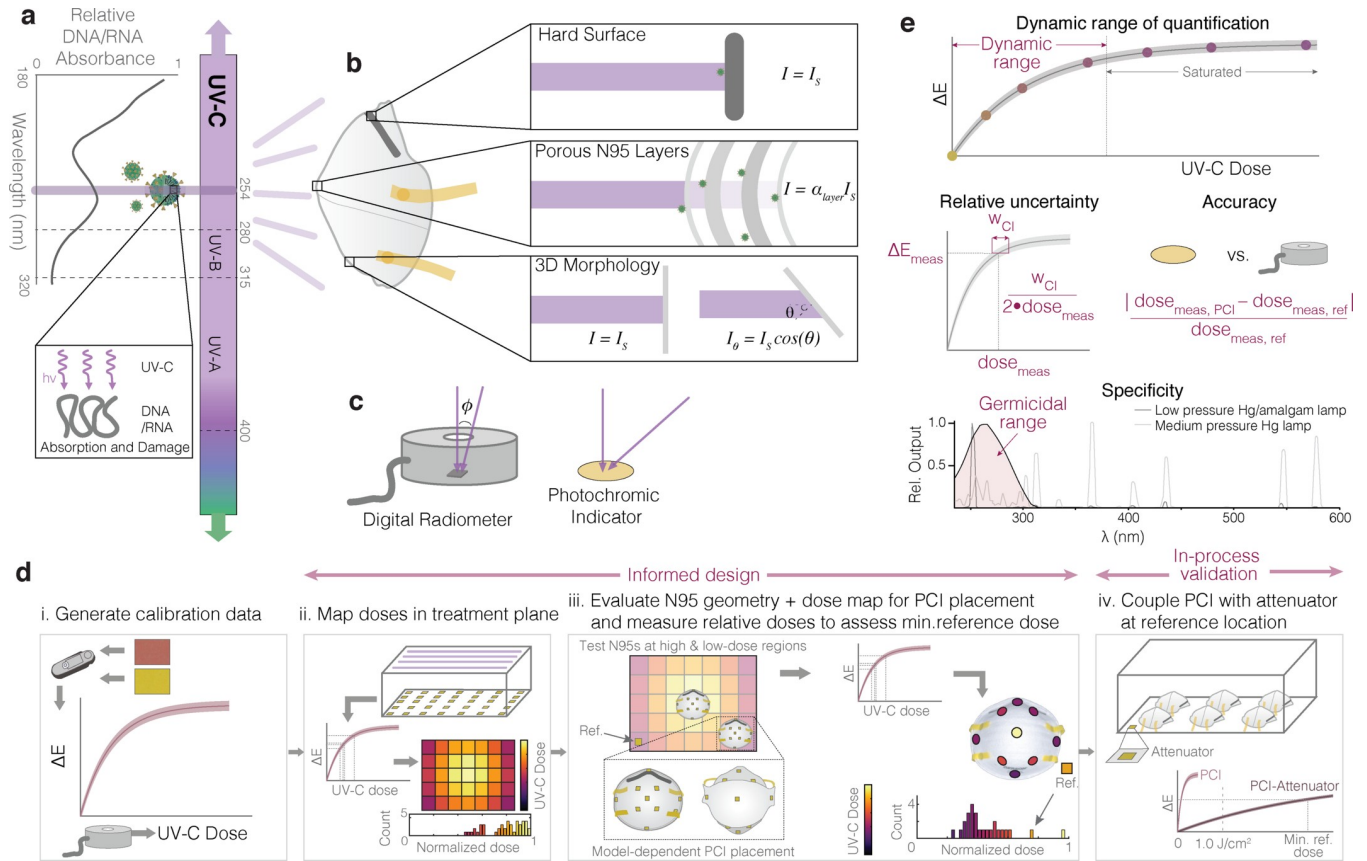 a
Relative
DNA/RNA
Absorbance
0
1
180
320
Wavelength (nm)
UV-C
254
280
UV-B
315
UV-A
400
hν
UV-C
DNA
/RNA
Absorption and Damage
b
Hard Surface
I = I_S
Porous N95 Layers
I = α_layer I_S
3D Morphology
I = I_S
θ
I_θ = I_S cos(θ)
c
ϕ
Digital Radiometer
Photochromic
Indicator
e
Dynamic range of quantification
Dynamic
range
Saturated
ΔE
UV-C Dose
Relative uncertainty
W_CI
ΔE_meas
W_CI
2•dose_meas
dose_meas
Accuracy
vs.
| dose_meas, PCI − dose_meas, ref |
dose_meas, ref
Specificity
Germicidal
range
Low pressure Hg/amalgam lamp
Medium pressure Hg lamp
Rel. Output
1.0
0.5
300
400
500
600
λ (nm)
d
Informed design
In-process
validation
i. Generate calibration data
ΔE
UV-C Dose
ii. Map doses in treatment plane
ΔE
UV-C dose
UV-C Dose
Count
5
0
0
1
Normalized dose
iii. Evaluate N95 geometry + dose map for PCI placement
and measure relative doses to assess min.reference dose
Test N95s at high & low-dose regions
Ref.
Model-dependent PCI placement
ΔE
UV-C dose
Ref.
UV-C Dose
Count
4
0
0
1
Normalized dose
iv. Couple PCI with attenuator
at reference location
Attenuator
PCI
PCI-Attenuator
ΔE
1.0 J/cm²
Min. ref.
dose